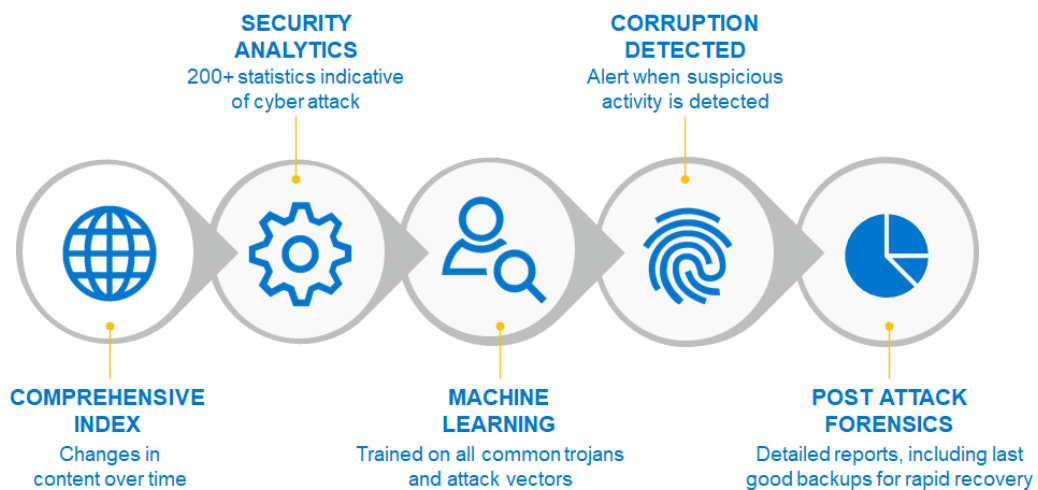 SECURITY
ANALYTICS
200+ statistics indicative
of cyber attack
CORRUPTION
DETECTED
Alert when suspicious
activity is detected
COMPREHENSIVE
INDEX
Changes in
content over time
MACHINE
LEARNING
Trained on all common trojans
and attack vectors
POST ATTACK
FORENSICS
Detailed reports, including last
good backups for rapid recovery